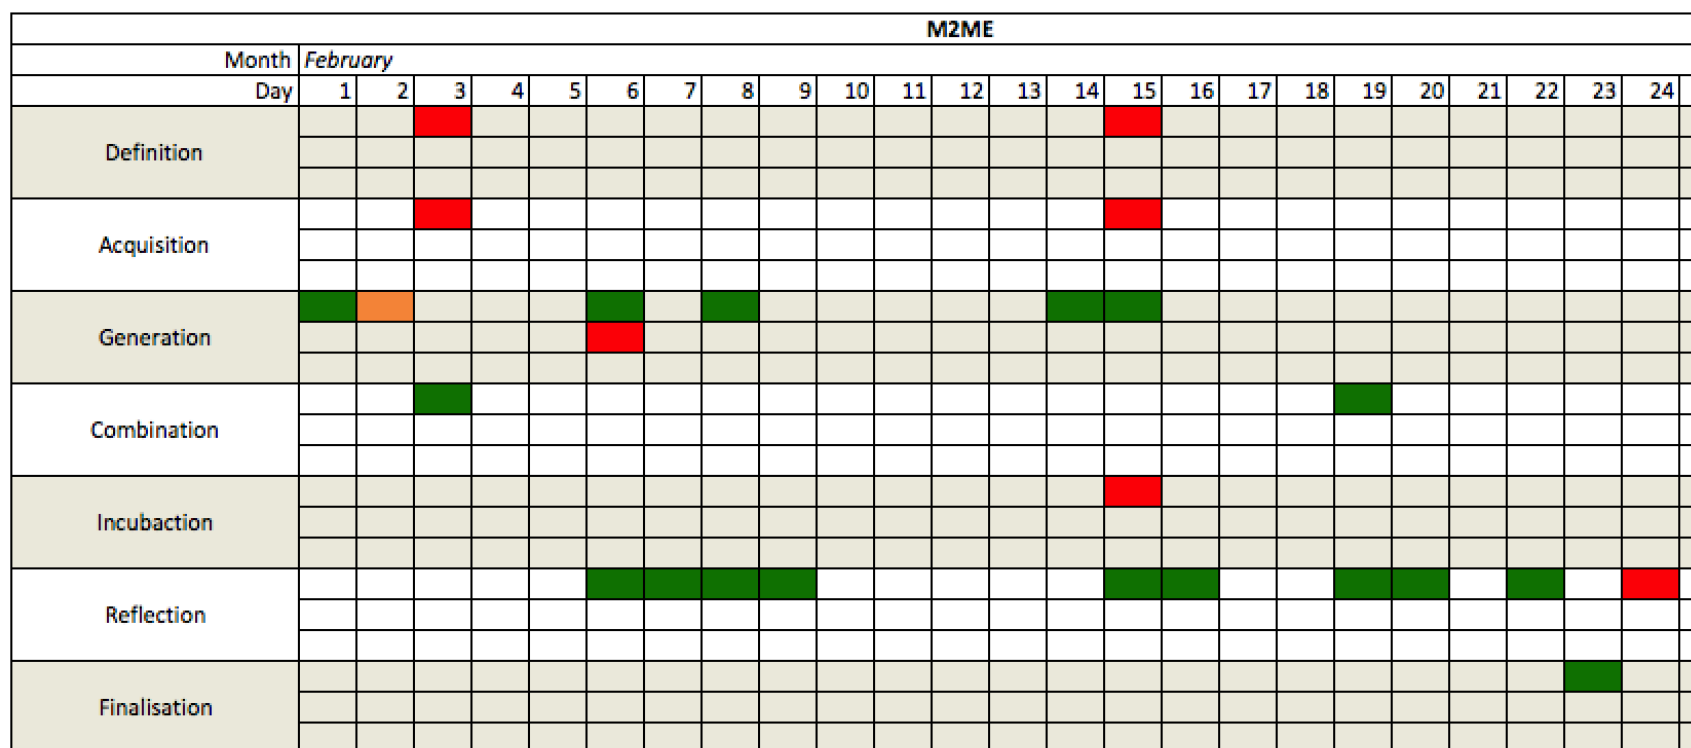 M2ME
Month February
Day 1 2 3 4 5 6 7 8 9 10 11 12 13 14 15 16 17 18 19 20 21 22 23 24
Definition
Acquisition
Generation
Combination
Incubaction
Reflection
Finalisation